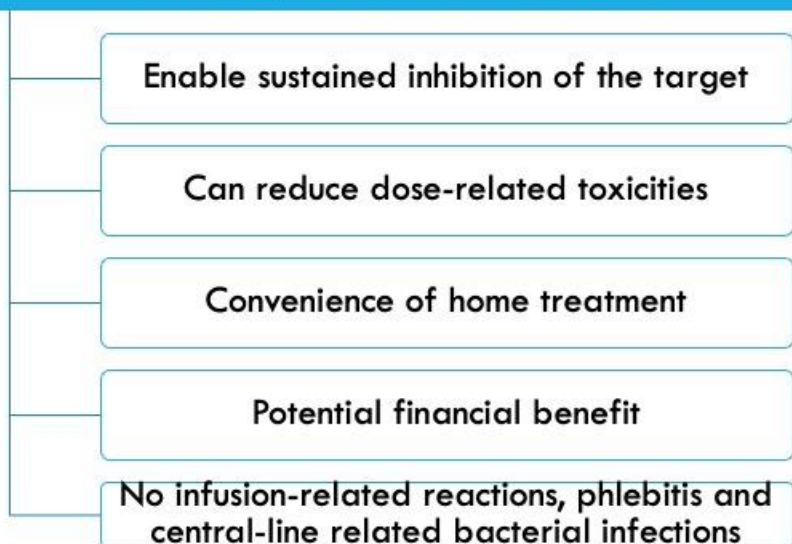 Enable sustained inhibition of the target
Can reduce dose-related toxicities
Convenience of home treatment
Potential financial benefit
No infusion-related reactions, phlebitis and
central-line related bacterial infections